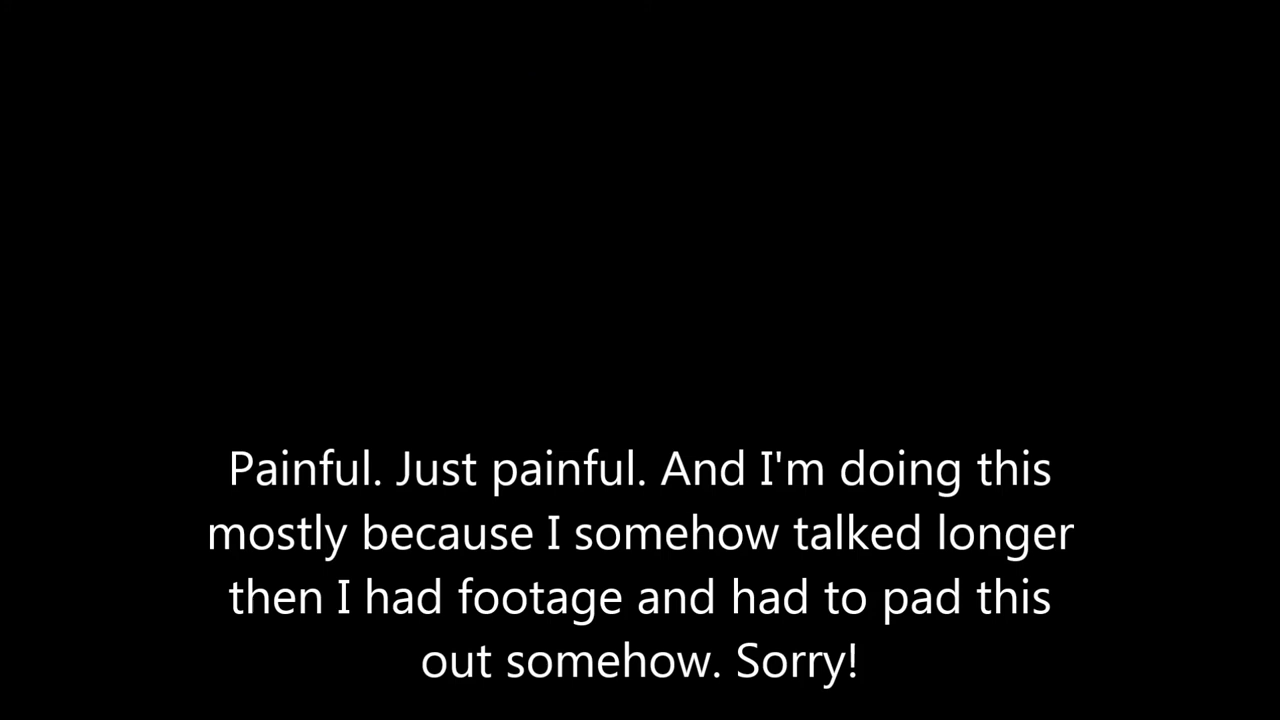 Painful. Just painful. And I'm doing this
mostly because I somehow talked longer
then I had footage and had to pad this
out somehow. Sorry!